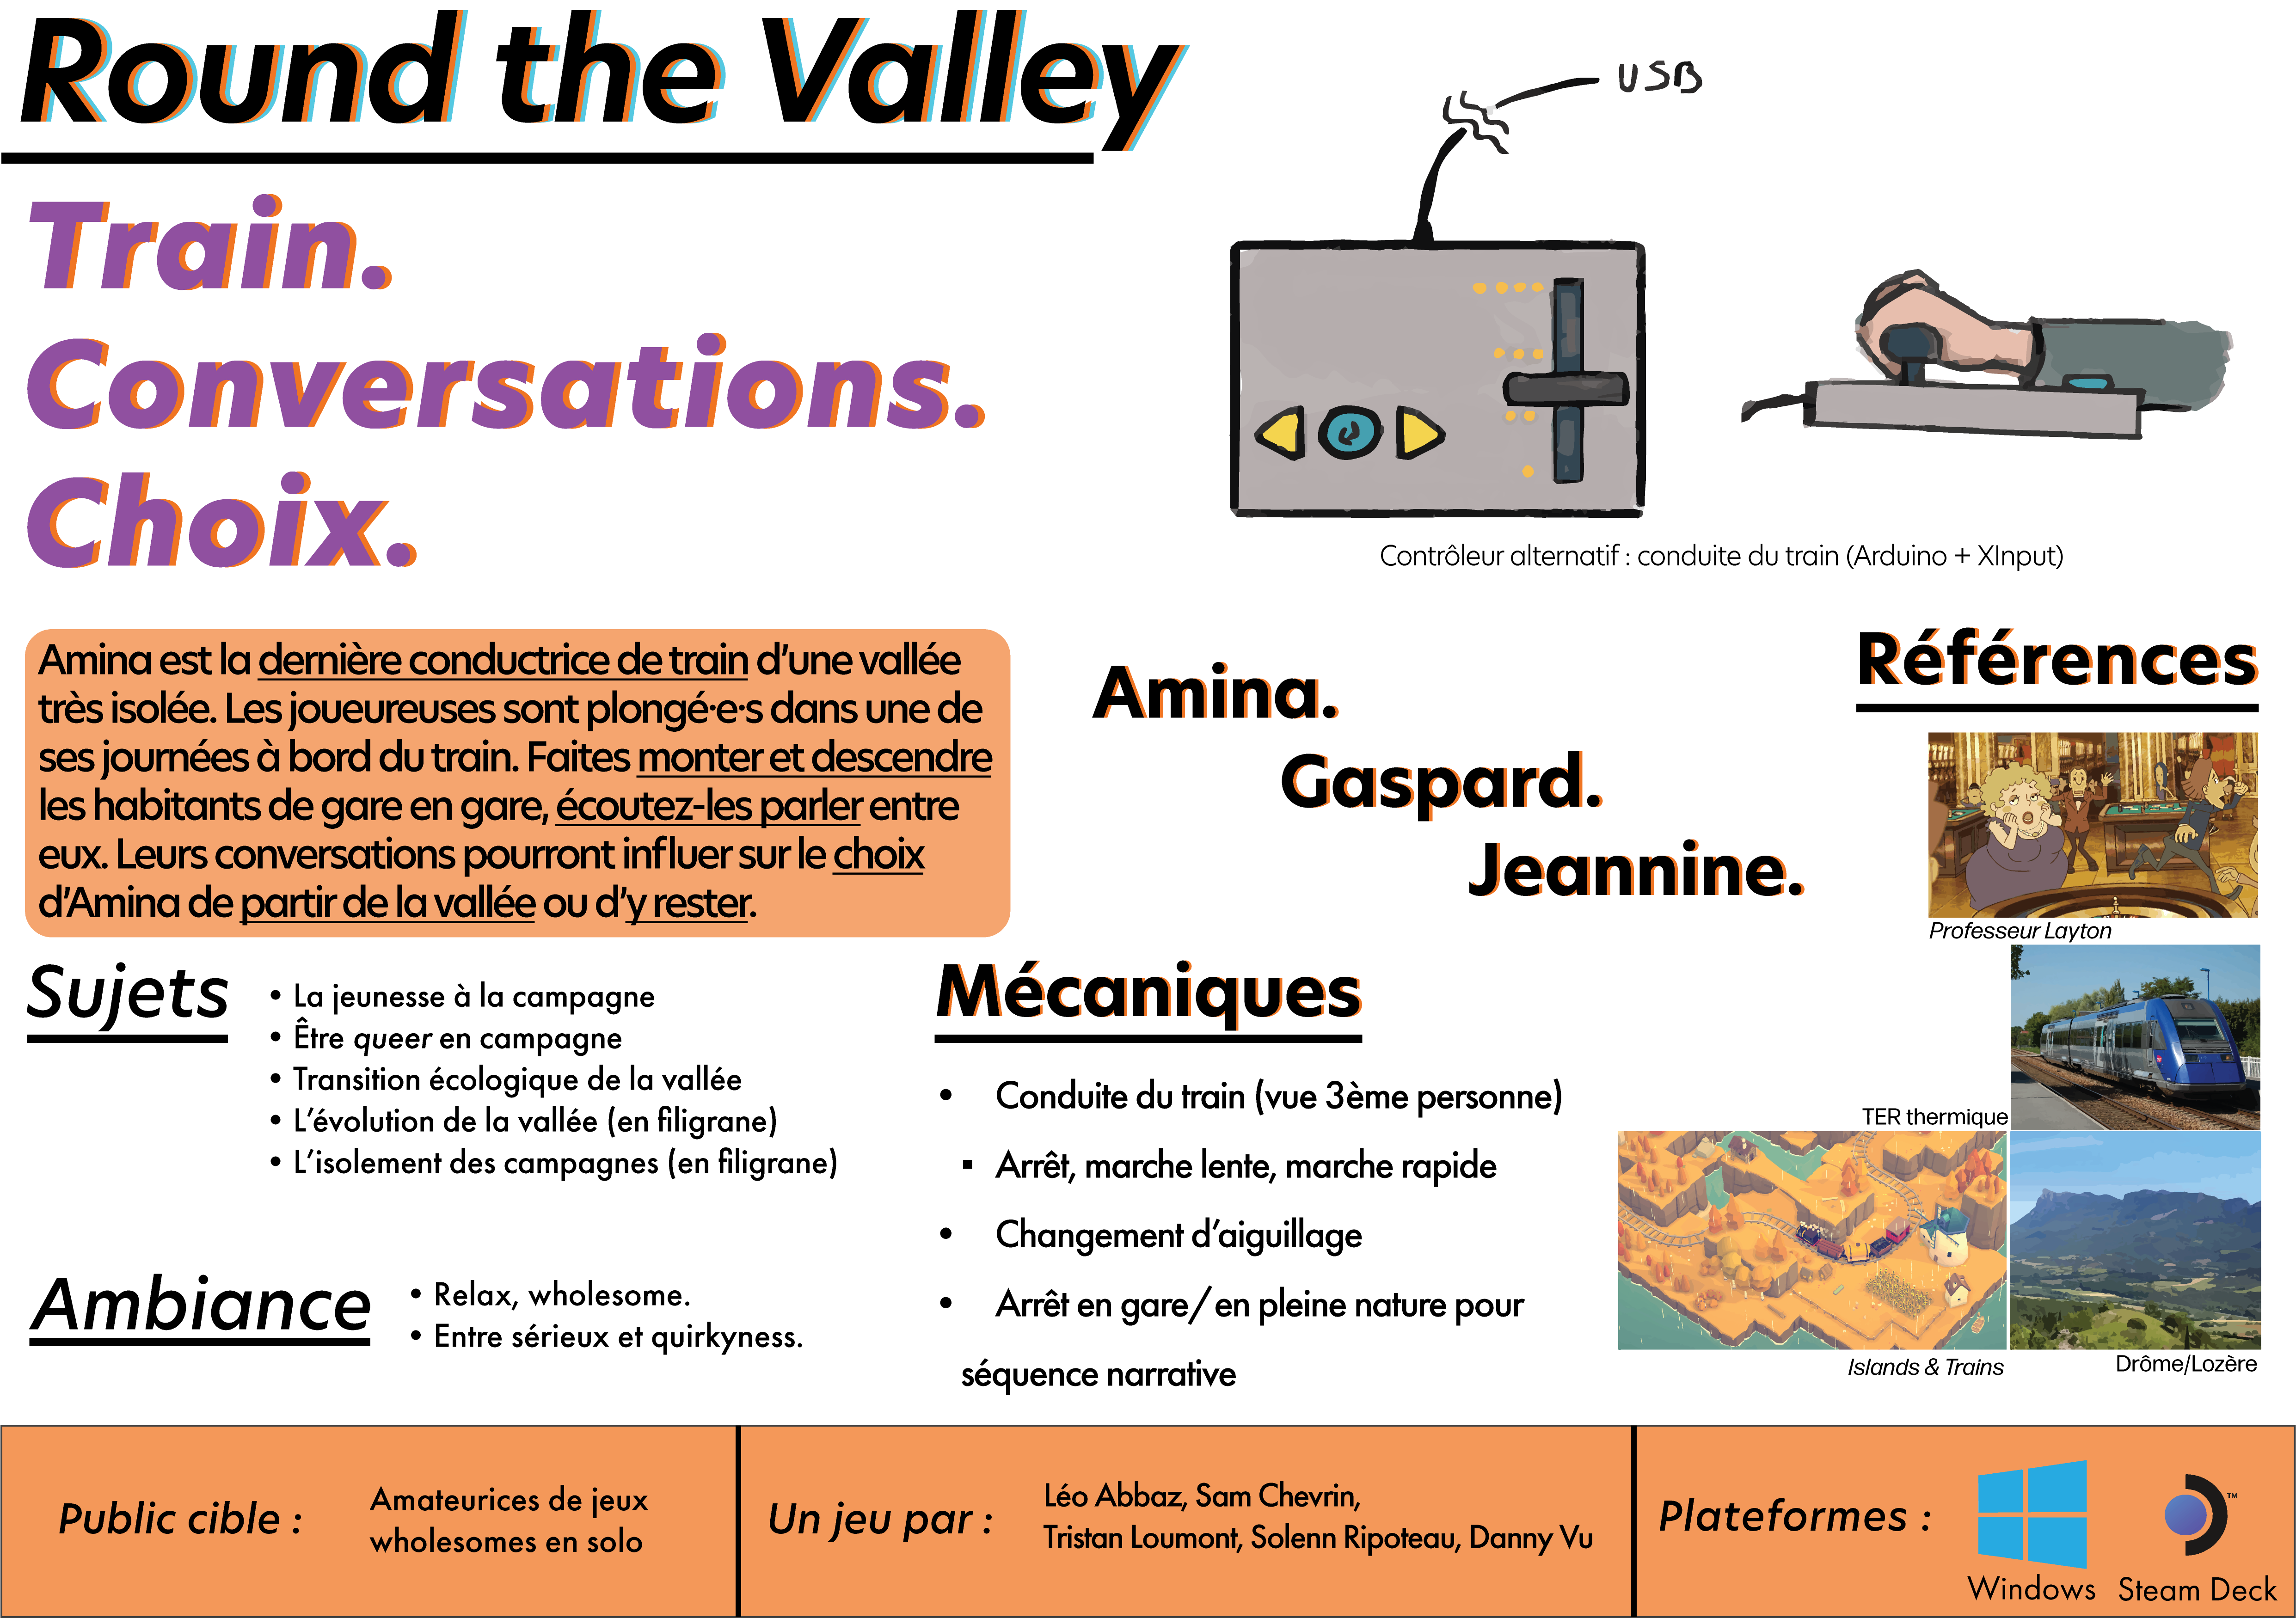 Round the Valley
USB
Train.
Conversations.
Choix.
Contrôleur alternatif : conduite du train (Arduino + XInput)
Amina est la dernière conductrice de train d’une vallée
très isolée. Les joueureuses sont plongé·e·s dans une de
ses journées à bord du train. Faites monter et descendre
les habitants de gare en gare, écoutez-les parler entre
eux. Leurs conversations pourront influer sur le choix
d’Amina de partir de la vallée ou d’y rester.
Amina.
Gaspard.
Jeannine.
Références
Professeur Layton
TER thermique
Islands & Trains
Drôme/Lozère
Sujets
• La jeunesse à la campagne
• Être queer en campagne
• Transition écologique de la vallée
• L’évolution de la vallée (en filigrane)
• L’isolement des campagnes (en filigrane)
Ambiance
• Relax, wholesome.
• Entre sérieux et quirkyness.
Mécaniques
• Conduite du train (vue 3ème personne)
▪ Arrêt, marche lente, marche rapide
• Changement d’aiguillage
• Arrêt en gare/en pleine nature pour
séquence narrative
Public cible :
Amateurices de jeux
wholesomes en solo
Un jeu par :
Léo Abbaz, Sam Chevrin,
Tristan Loumont, Solenn Ripoteau, Danny Vu
Plateformes :
Windows
™
Steam Deck